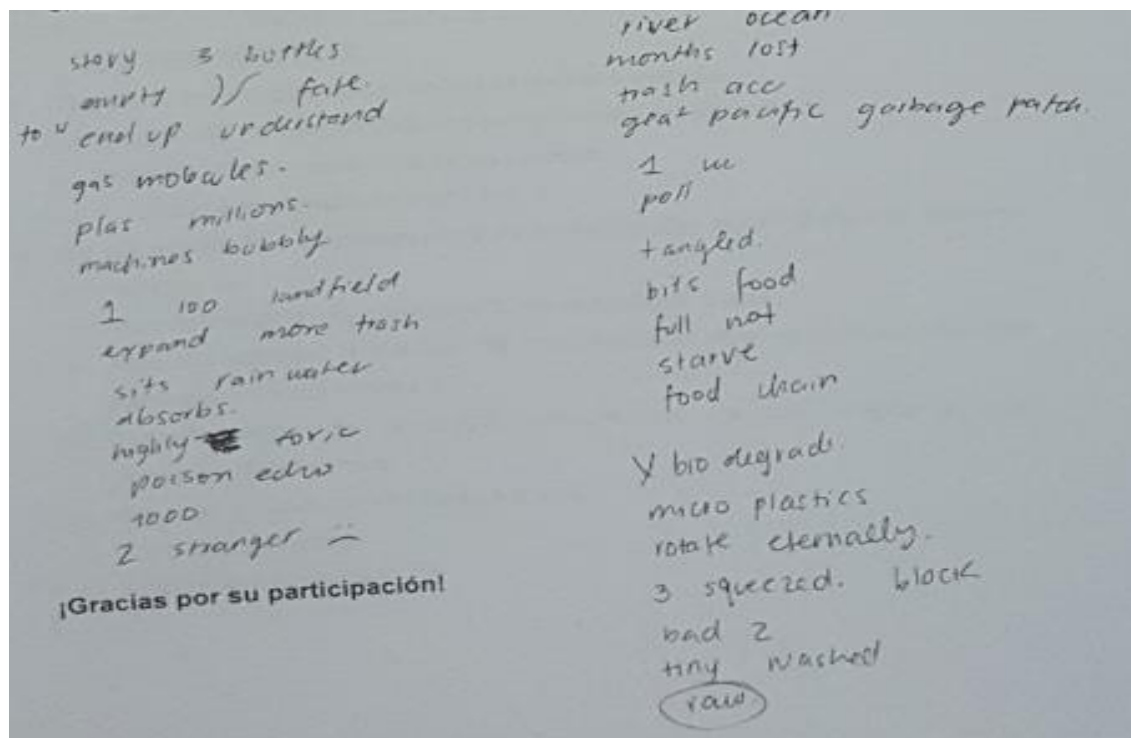 story 3 bottles
empty )/ fate.
to u end up understand
gas molecules.
plas millions.
machines bubbly
1 100 landfield
expand more trash
sits rain water
absorbs.
highly toxic
poison echo
1000
2 stranger
¡Gracias por su participación!
river ocean
months lost
trash acc
great pacific garbage patch.
1
poll
tangled.
bits food
full not
starve
food chain
biodegrad.
micro plastics
rotate eternally.
3 squeezed. block
bad 2
tiny washed
raw